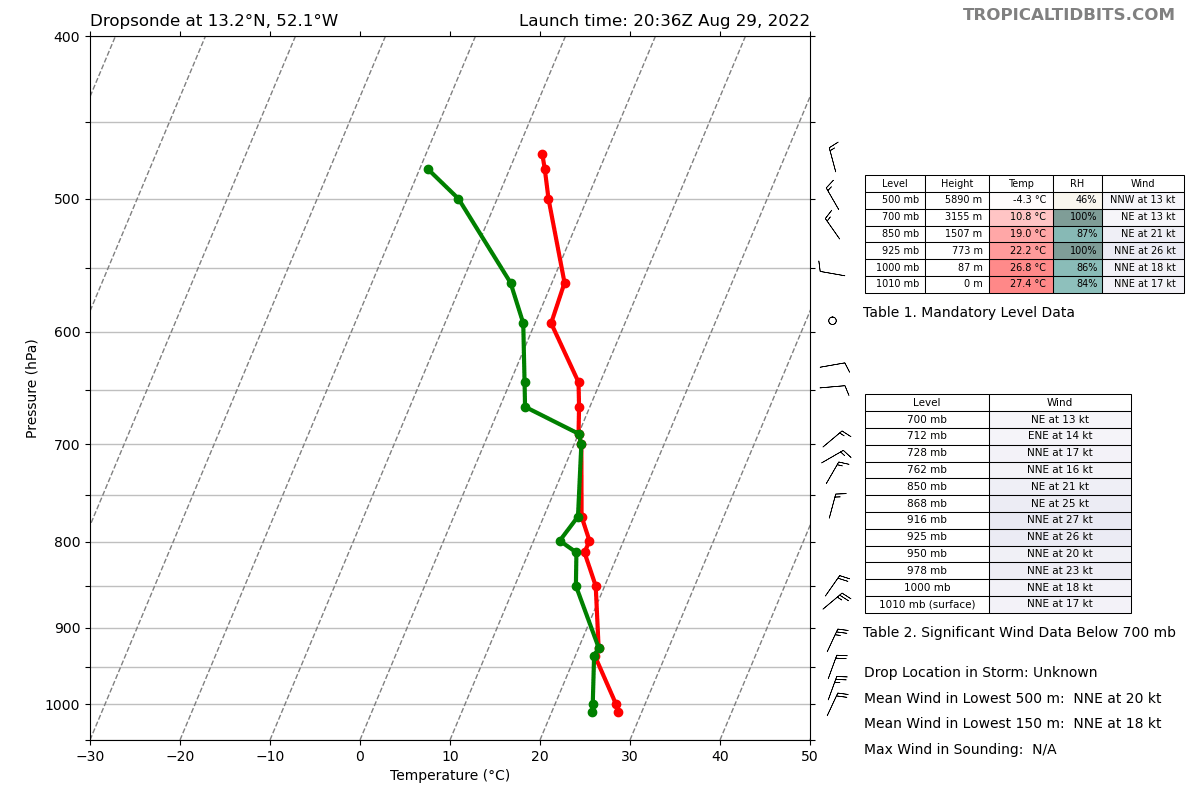 Dropsonde at 13.2°N, 52.1°W
Launch time: 20:36Z Aug 29, 2022
TROPICALTIDBITS.COM
400
500
600
700
800
900
1000
Pressure (hPa)
−30 −20 −10 0 10 20 30 40 50
Temperature (°C)
Level Height Temp RH Wind
500 mb 5890 m -4.3 °C 46% NNW at 13 kt
700 mb 3155 m 10.8 °C 100% NE at 13 kt
850 mb 1507 m 19.0 °C 87% NE at 21 kt
925 mb 773 m 22.2 °C 100% NNE at 26 kt
1000 mb 87 m 26.8 °C 86% NNE at 18 kt
1010 mb 0 m 27.4 °C 84% NNE at 17 kt
Table 1. Mandatory Level Data
Level Wind
700 mb NE at 13 kt
712 mb ENE at 14 kt
728 mb NNE at 17 kt
762 mb NNE at 16 kt
850 mb NE at 21 kt
868 mb NE at 25 kt
916 mb NNE at 27 kt
925 mb NNE at 26 kt
950 mb NNE at 20 kt
978 mb NNE at 23 kt
1000 mb NNE at 18 kt
1010 mb (surface) NNE at 17 kt
Table 2. Significant Wind Data Below 700 mb
Drop Location in Storm: Unknown
Mean Wind in Lowest 500 m: NNE at 20 kt
Mean Wind in Lowest 150 m: NNE at 18 kt
Max Wind in Sounding: N/A